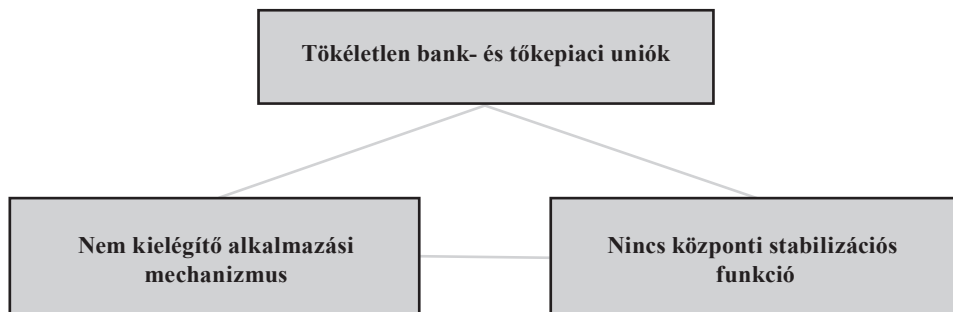 Tökéletlen bank- és tőkepiaci uniók
Nem kielégítő alkalmazási
mechanizmus
Nincs központi stabilizációs
funkció